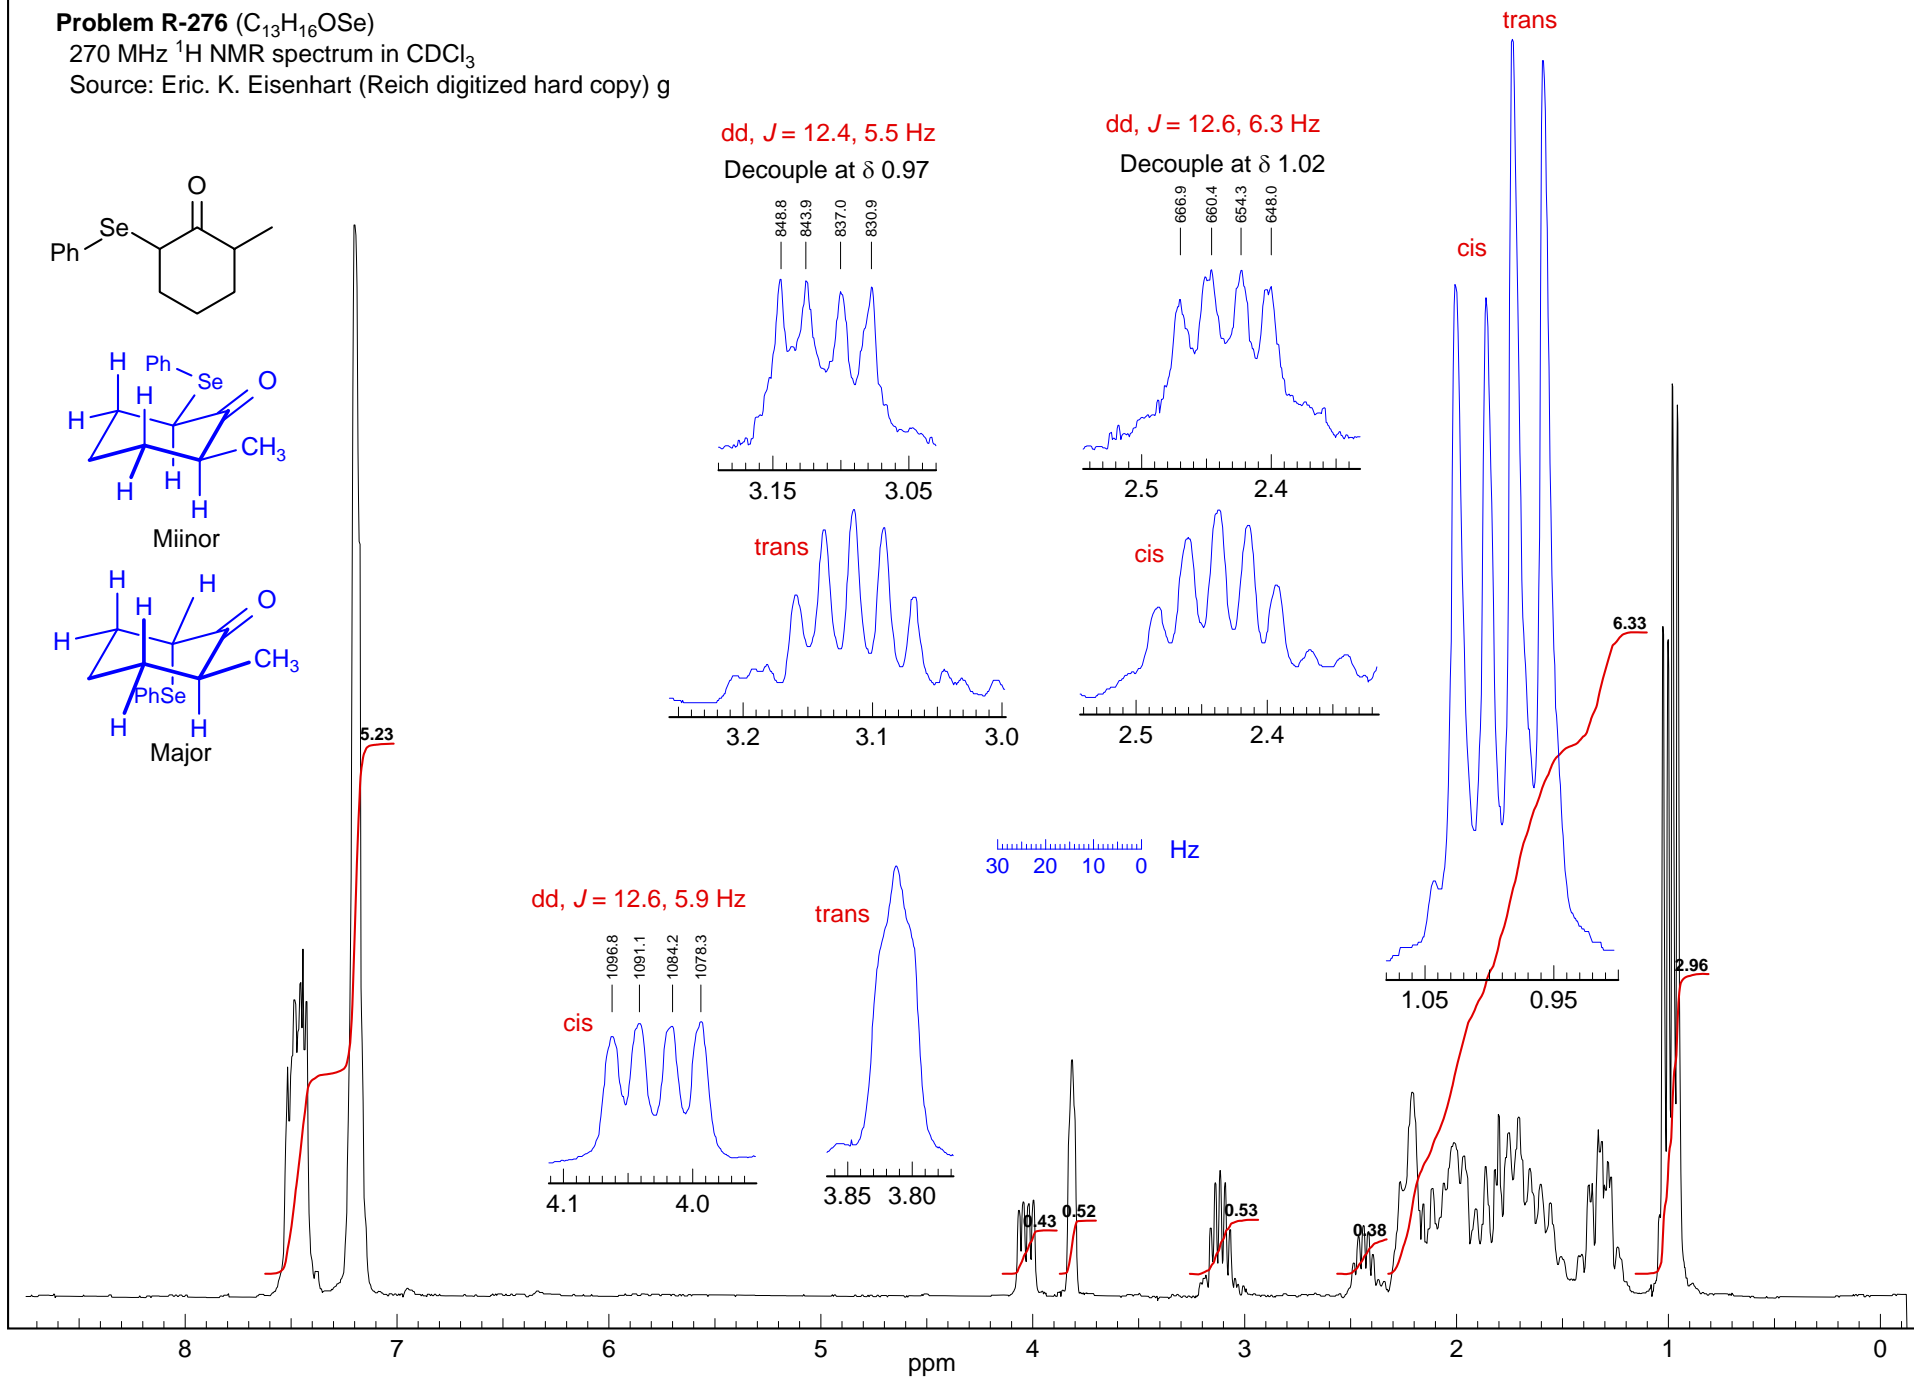 Problem R-276 (C13H16OSe)
270 MHz 1H NMR spectrum in CDCl3
Source: Eric. K. Eisenhart (Reich digitized hard copy) g
O
Se
Ph
H
Ph
Se
O
H
H
CH3
H
H
H
Miinor
H
H
H
O
H
CH3
PhSe
H
H
Major
dd, J = 12.4, 5.5 Hz
Decouple at δ 0.97
848.8
843.9
837.0
830.9
3.15
3.05
trans
3.2
3.1
3.0
dd, J = 12.6, 6.3 Hz
Decouple at δ 1.02
666.9
660.4
654.3
648.0
2.5
2.4
cis
2.5
2.4
trans
cis
1.05
0.95
30
20
10
0
Hz
dd, J = 12.6, 5.9 Hz
1096.8
1091.1
1084.2
1078.3
cis
4.1
4.0
trans
3.85
3.80
5.23
0.43
0.52
0.53
0.38
6.33
2.96
8
7
6
5
4
3
2
1
0
ppm